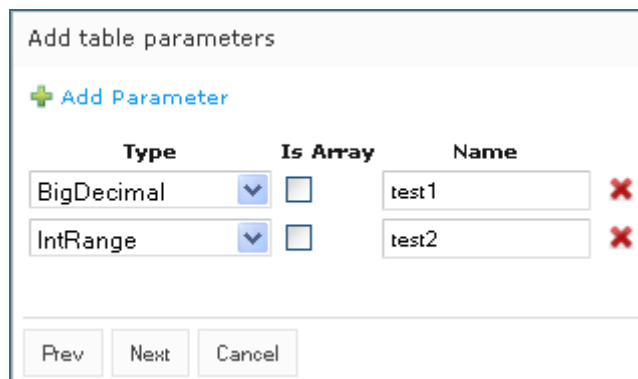 Add table parameters
Add Parameter
Type Is Array Name
BigDecimal test1
IntRange test2
Prev Next Cancel